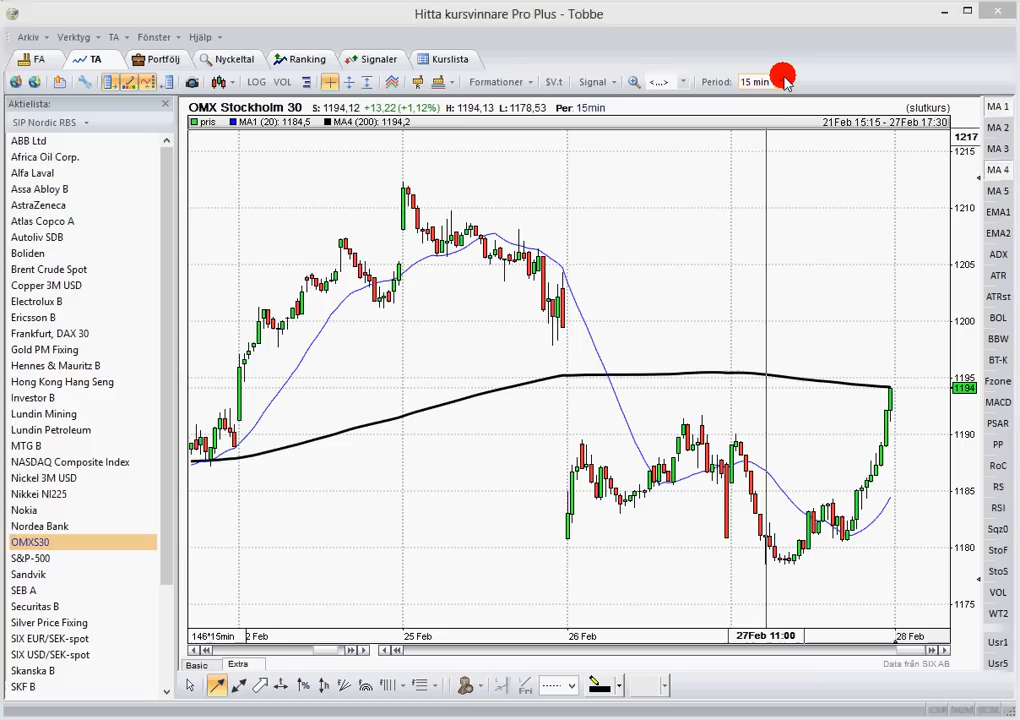 Hitta kursvinnare Pro Plus - Tobbe
Arkiv Verktyg TA Fönster Hjälp
FA TA Portfölj Nyckeltal Ranking Signaler Kurslista
LOG VOL Formationer $V.t Signal <...> Period: 15 min
Aktielista:
SIP Nordic RBS
ABB Ltd
Africa Oil Corp.
Alfa Laval
Assa Abloy B
AstraZeneca
Atlas Copco A
Autoliv SDB
Boliden
Brent Crude Spot
Copper 3M USD
Electrolux B
Ericsson B
Frankfurt, DAX 30
Gold PM Fixing
Hennes & Mauritz B
Hong Kong Hang Seng
Investor B
Lundin Mining
Lundin Petroleum
MTG B
NASDAQ Composite Index
Nickel 3M USD
Nikkei NI225
Nokia
Nordea Bank
OMXS30
S&P-500
Sandvik
SEB A
Securitas B
Silver Price Fixing
SIX EUR/SEK-spot
SIX USD/SEK-spot
Skanska B
SKF B
OMX Stockholm 30 S: 1194,12 +13,22 (+1,12%) H: 1194,13 L: 1178,53 Per: 15min (slutkurs)
pris MA1 (20): 1184,5 MA4 (200): 1194,2 21Feb 15:15 - 27Feb 17:30
1217
1215
1210
1205
1200
1195
1194
1190
1185
1180
1175
146*15min 2 Feb 25 Feb 26 Feb 27Feb 11:00 28 Feb
Basic Extra Data från SIX AB
Fri
MA 1
MA 2
MA 3
MA 4
MA 5
EMA1
EMA2
ADX
ATR
ATRst
BOL
BBW
BT-K
Fzone
MACD
PSAR
PP
RoC
RS
RSI
Sqz0
StoF
StoS
VOL
WT2
Usr1
Usr5